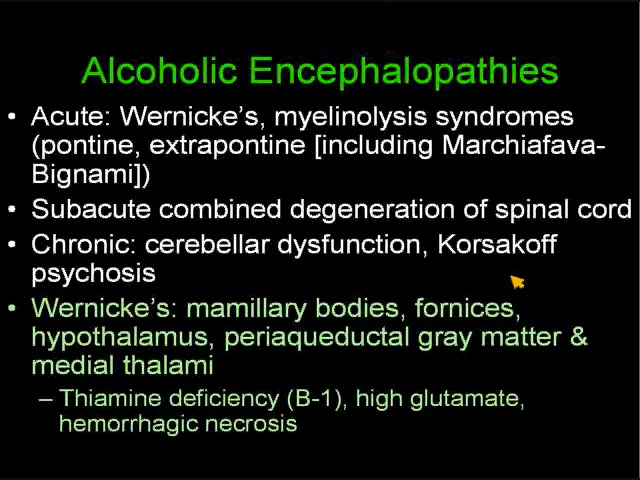 Alcoholic Encephalopathies
• Acute: Wernicke's, myelinolysis syndromes
(pontine, extrapontine [including Marchiafava-
Bignami])
• Subacute combined degeneration of spinal cord
• Chronic: cerebellar dysfunction, Korsakoff
psychosis
• Wernicke's: mamillary bodies, fornices,
hypothalamus, periaqueductal gray matter &
medial thalami
– Thiamine deficiency (B-1), high glutamate,
hemorrhagic necrosis